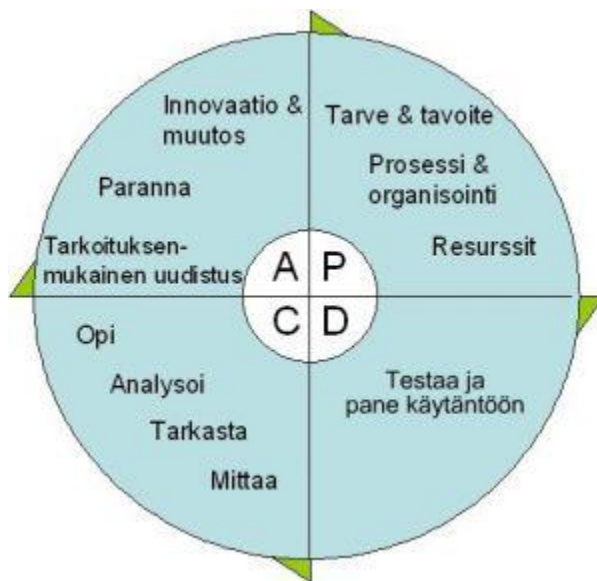 Innovaatio &
muutos
Paranna
Tarkoituksen-
mukainen uudistus
Tarve & tavoite
Prosessi &
organisointi
Resurssit
A P
C D
Opi
Analysoi
Tarkasta
Mittaa
Testaa ja
pane käytäntöön